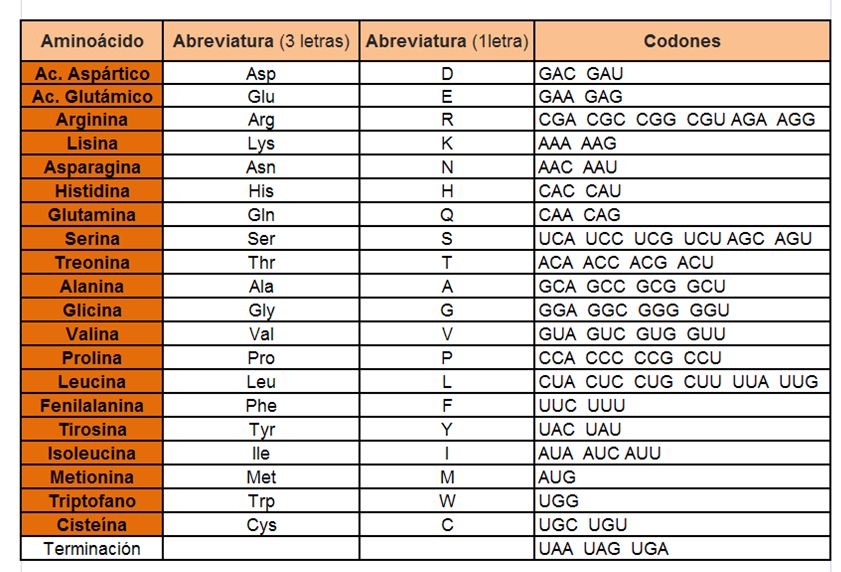 Aminoácido Abreviatura (3 letras) Abreviatura (1letra) Codones
Ac. Aspártico Asp D GAC GAU
Ac. Glutámico Glu E GAA GAG
Arginina Arg R CGA CGC CGG CGU AGA AGG
Lisina Lys K AAA AAG
Asparagina Asn N AAC AAU
Histidina His H CAC CAU
Glutamina Gln Q CAA CAG
Serina Ser S UCA UCC UCG UCU AGC AGU
Treonina Thr T ACA ACC ACG ACU
Alanina Ala A GCA GCC GCG GCU
Glicina Gly G GGA GGC GGG GGU
Valina Val V GUA GUC GUG GUU
Prolina Pro P CCA CCC CCG CCU
Leucina Leu L CUA CUC CUG CUU UUA UUG
Fenilalanina Phe F UUC UUU
Tirosina Tyr Y UAC UAU
Isoleucina Ile I AUA AUC AUU
Metionina Met M AUG
Triptofano Trp W UGG
Cisteína Cys C UGC UGU
Terminación UAA UAG UGA